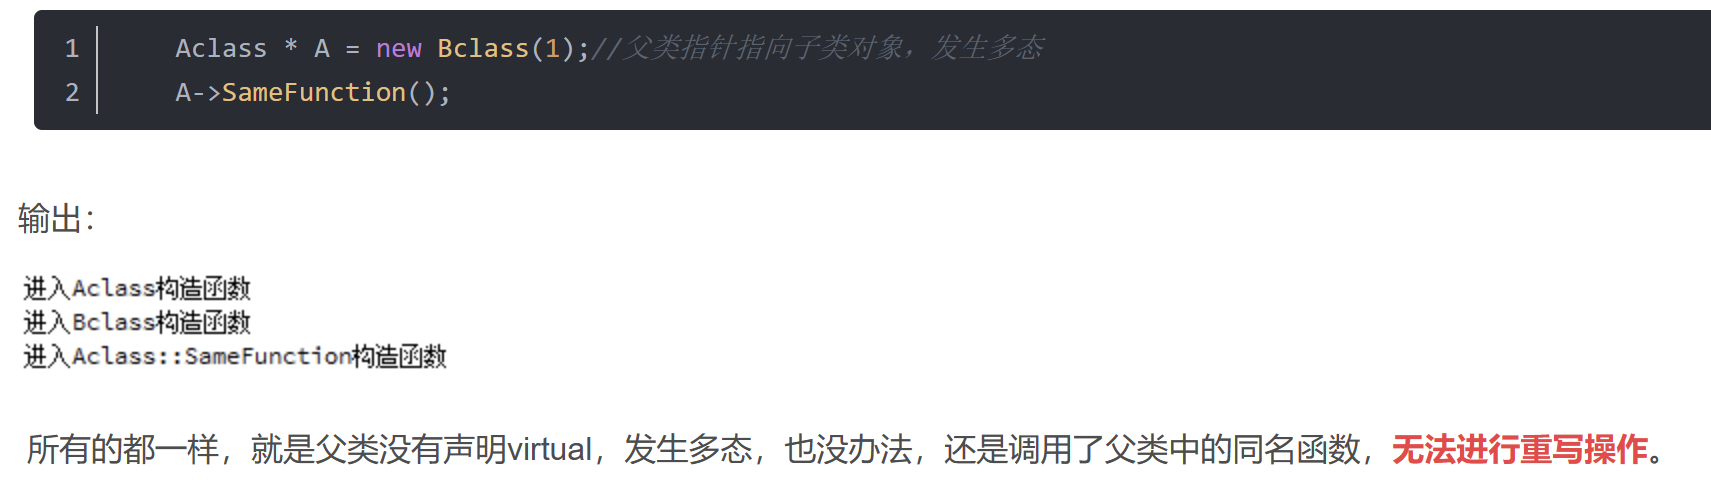 1 Aclass * A = new Bclass(1);//父类指针指向子类对象，发生多态
2 A->SameFunction();
输出：
进入Aclass构造函数
进入Bclass构造函数
进入Aclass::SameFunction构造函数
所有的都一样，就是父类没有声明virtual，发生多态，也没办法，还是调用了父类中的同名函数，无法进行重写操作。